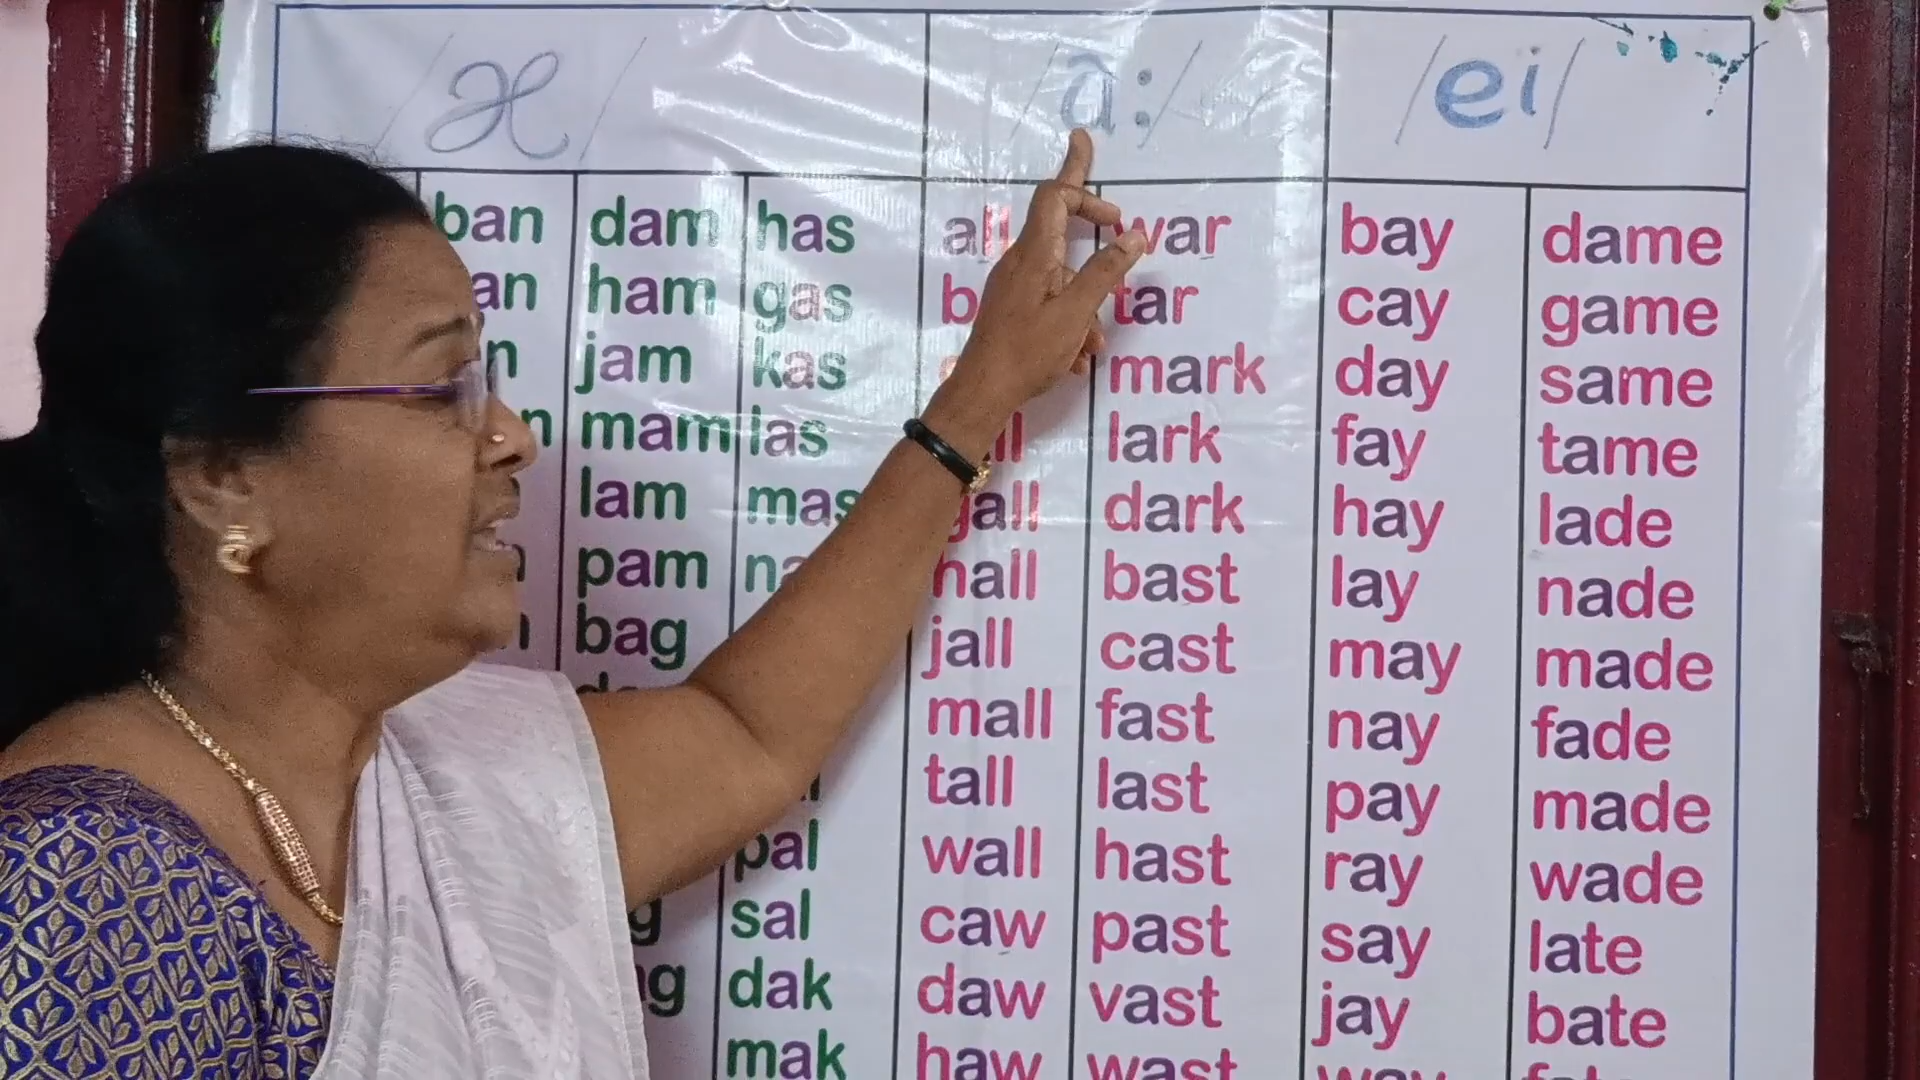 /æ/ /ā:/ /ei/
ban dam has all war bay dame
ham gas tar cay game
jam kas mark day same
mam las lark fay tame
lam mas gall dark hay lade
pam hall bast lay nade
bag jall cast may made
mall fast nay fade
tall last pay made
pal wall hast ray wade
sal caw past say late
dak daw vast jay bate
mak haw wast way